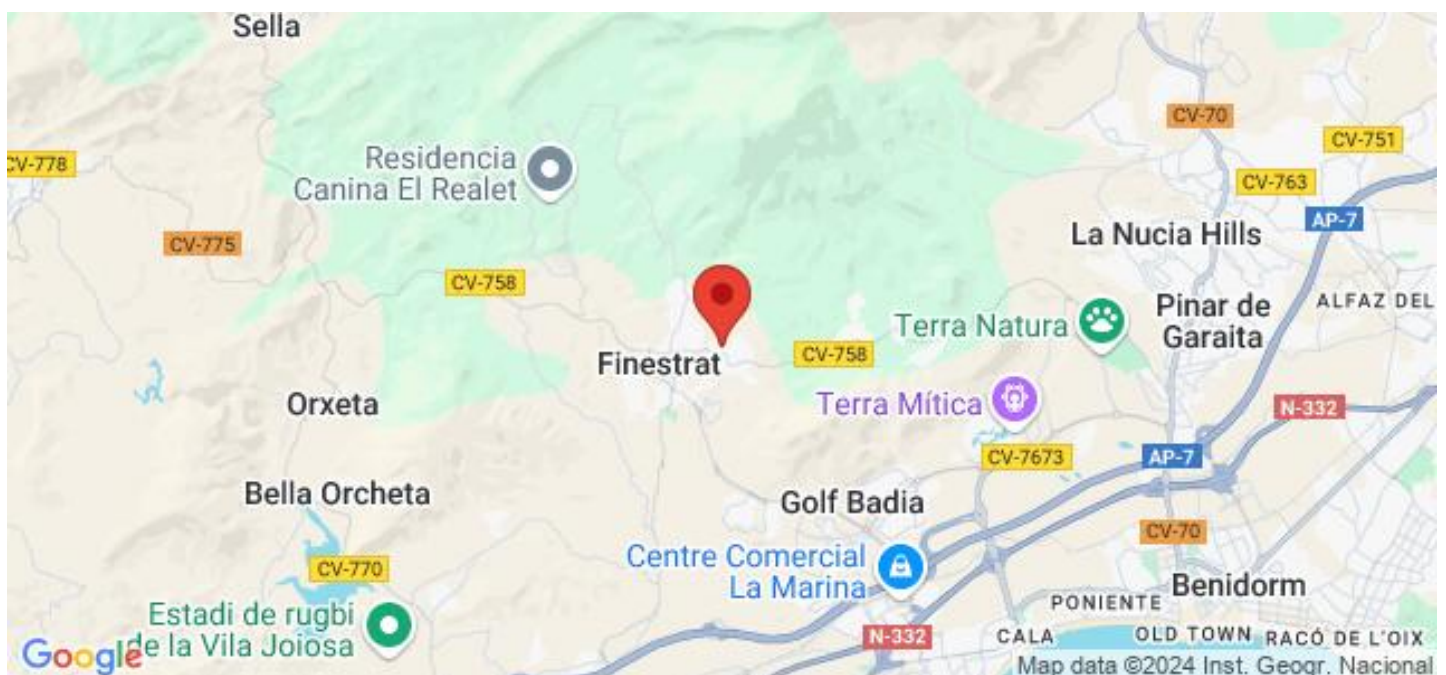 Sella
CV-70
CV-751
CV-778
Residencia
Canina El Realet
CV-763
AP-7
La Nucia Hills
CV-775
CV-758
Terra Natura
Pinar de
Garaita
ALFAZ DEL
Finestrat
CV-758
Orxeta
Terra Mítica
N-332
CV-7673
AP-7
Bella Orcheta
Golf Badia
CV-70
Centre Comercial
La Marina
CV-770
Benidorm
PONIENTE
Estadi de rugbi
de la Vila Joiosa
N-332
CALA
OLD TOWN
RACÓ DE L'OIX
Google
Map data ©2024 Inst. Geogr. Nacional